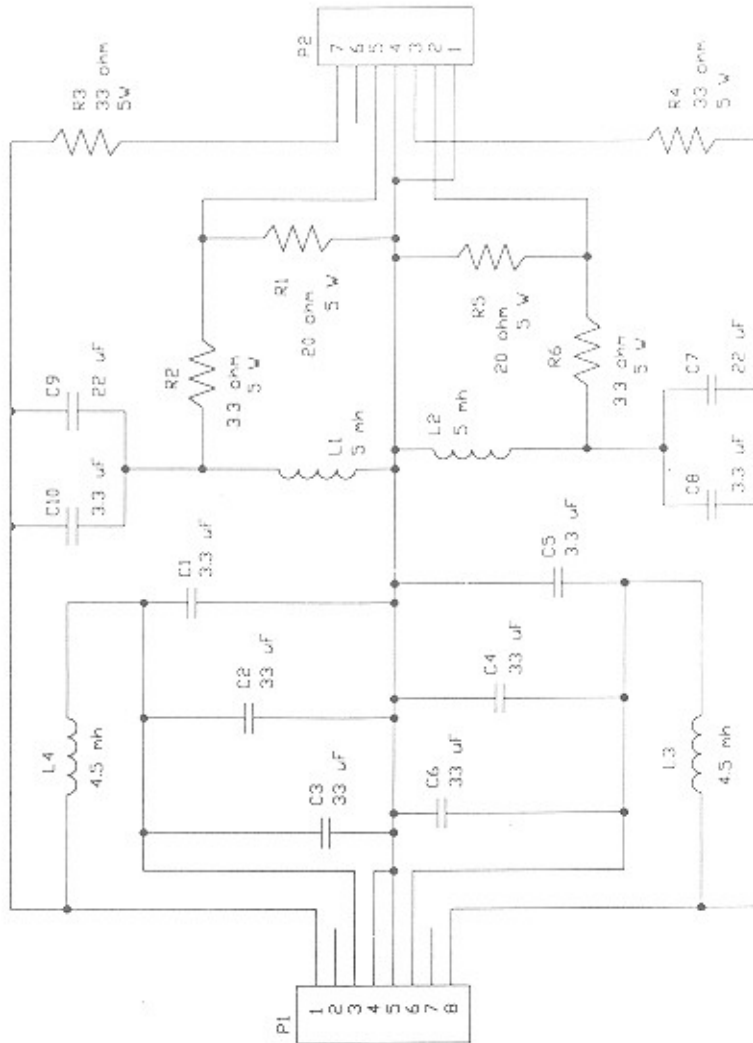 P1
1
2
3
4
5
6
7
8
L4
4.5 mh
C3
33 uF
C2
33 uF
C1
3.3 uF
C6
33 uF
C4
33 uF
C5
3.3 uF
L3
4.5 mh
C10
3.3 uF
C9
22 uF
L1
5 mh
L2
5 mh
C8
3.3 uF
C7
22 uF
R2
33 ohm
5 W
R1
20 ohm
5 W
R5
20 ohm
5 W
R6
33 ohm
5 W
R3
33 ohm
5W
R4
33 ohm
5 W
P2
7
6
5
4
3
2
1